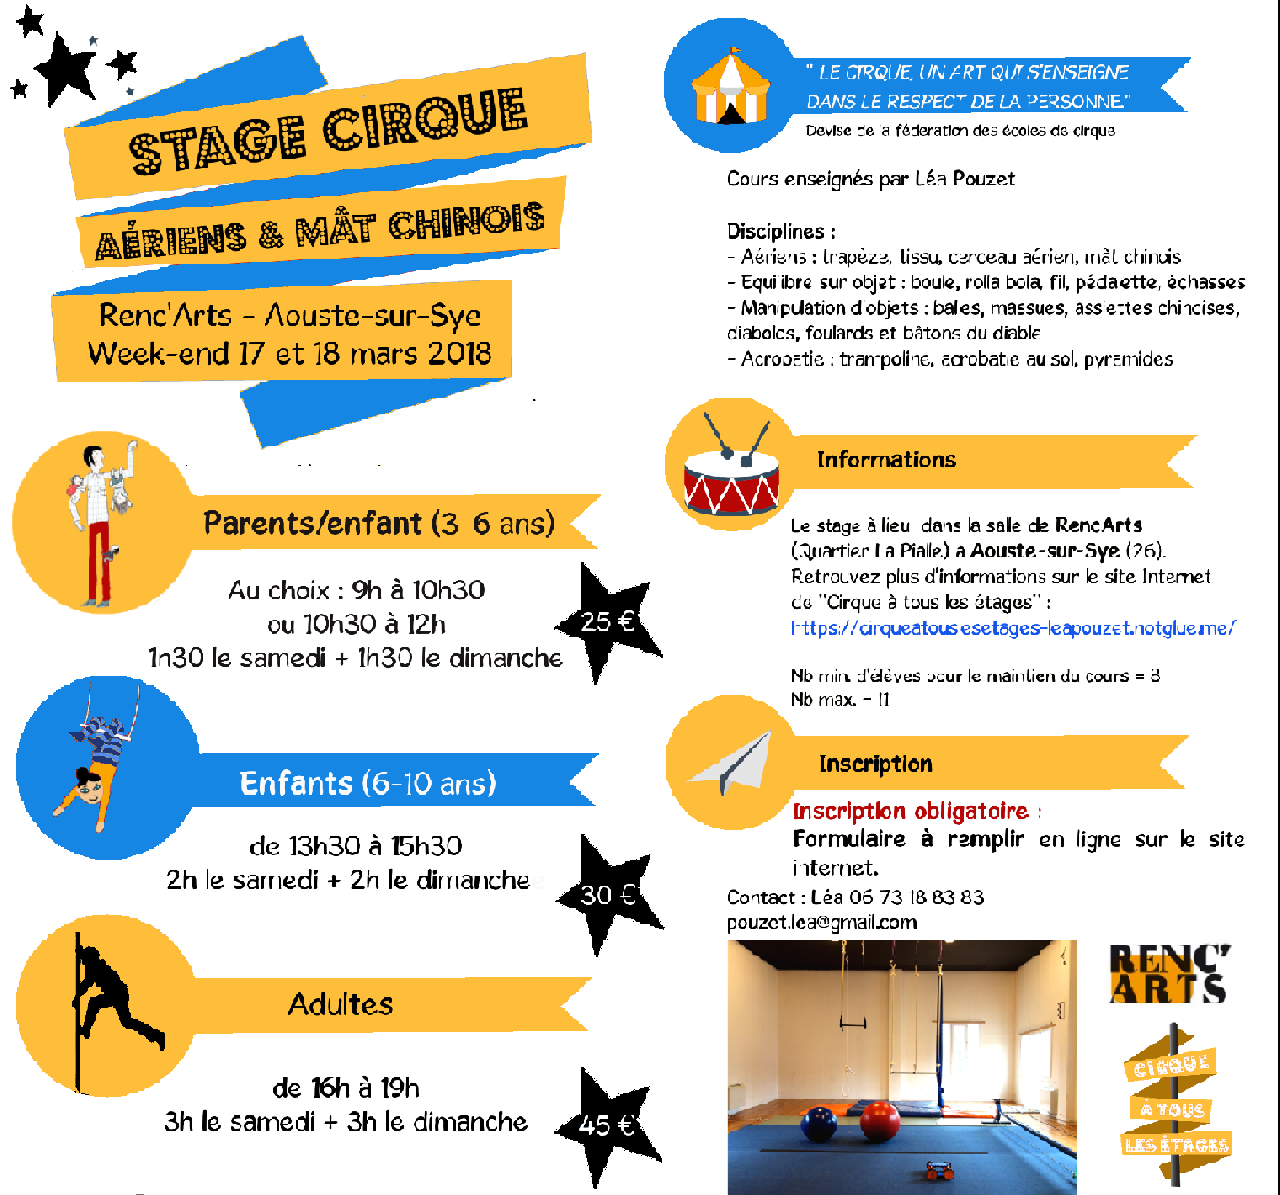 STAGE CIRQUE
AÉRIENS & MÂT CHINOIS
Renc'Arts - Aouste-sur-Sye
Week-end 17 et 18 mars 2018
Parents/enfant (3 6 ans)
Au choix : 9h à 10h30
ou 10h30 à 12h
1h30 le samedi + 1h30 le dimanche
25 €
Enfants (6-10 ans)
de 13h30 à 15h30
2h le samedi + 2h le dimanche
30 €
Adultes
de 16h à 19h
3h le samedi + 3h le dimanche
45 €
" LE CIRQUE, UN ART QUI S'ENSEIGNE
DANS LE RESPECT DE LA PERSONNE."
Devise de la féderation des écoles de cirque
Cours enseignés par Léa Pouzet
Disciplines :
- Aériens : trapèze, tissu, cerceau aérien, mât chinois
- Equilibre sur objet : boule, rolla bola, fil, pédalette, échasses
- Manipulation d'objets : balles, massues, assiettes chinoises,
diabolos, foulards et bâtons du diable
- Acrobatie : trampoline, acrobatie au sol, pyramides
Informations
Le stage à lieu dans la salle de Renc'Arts
(Quartier La Pialle) a Aouste-sur-Sye (26).
Retrouvez plus d'informations sur le site Internet
de "Cirque à tous les étages" :
https://cirqueatouslesetages-leapouzet.notglue.me/
Nb min. d'élèves pour le maintien du cours = 8
Nb max. = 11
Inscription
Inscription obligatoire :
Formulaire à remplir en ligne sur le site
internet.
Contact : Léa 06 73 18 83 83
pouzet.lea@gmail.com
RENC'
ARTS
CIRQUE
À TOUS
LES ÉTAGES